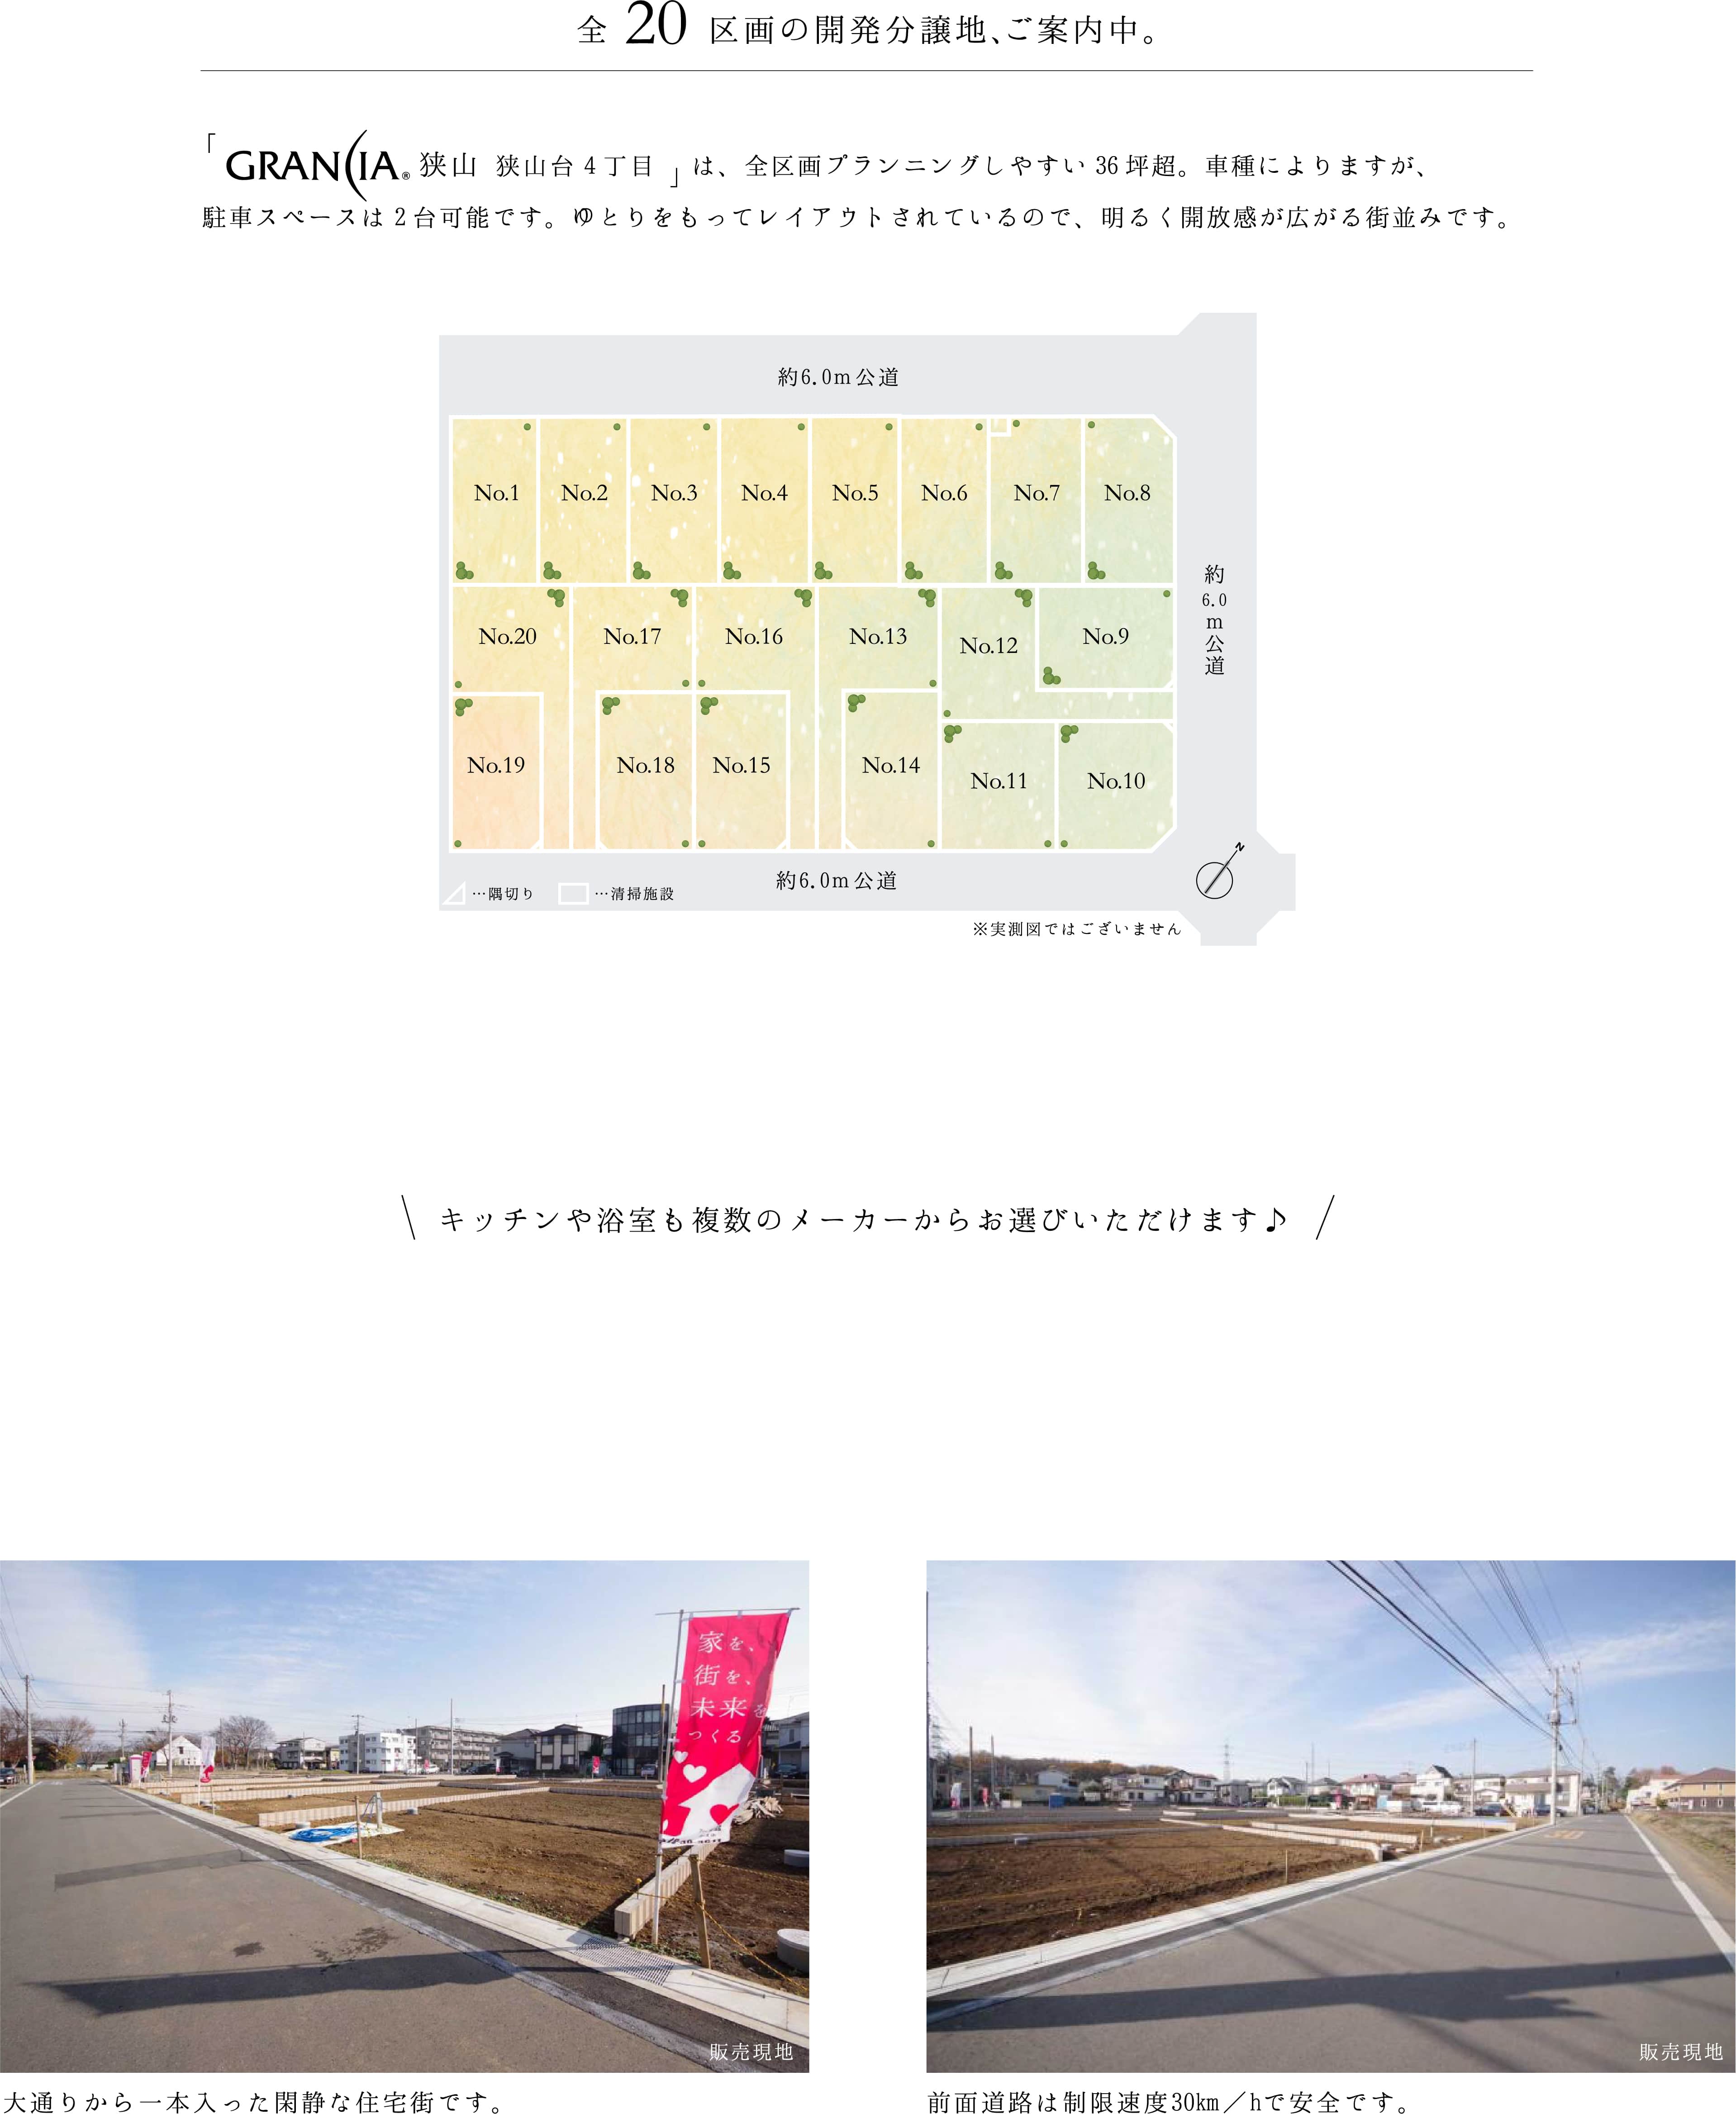 全 20 区画の開発分譲地、ご案内中。
「GRANCIA® 狭山 狭山台 4 丁目 」は、全区画プランニングしやすい 36 坪超。車種によりますが、
駐車スペースは 2 台可能です。ゆとりをもってレイアウトされているので、明るく開放感が広がる街並みです。
約6.0m公道
No.1 No.2 No.3 No.4 No.5 No.6 No.7 No.8
約6.0m公道
No.20 No.17 No.16 No.13 No.12 No.9
No.19 No.18 No.15 No.14 No.11 No.10
約6.0m公道
N
…隅切り …清掃施設
※実測図ではございません
\ キッチンや浴室も複数のメーカーからお選びいただけます♪ /
家を、
街を、
未来を
つくる
販売現地
販売現地
大通りから一本入った閑静な住宅街です。
前面道路は制限速度30km／hで安全です。